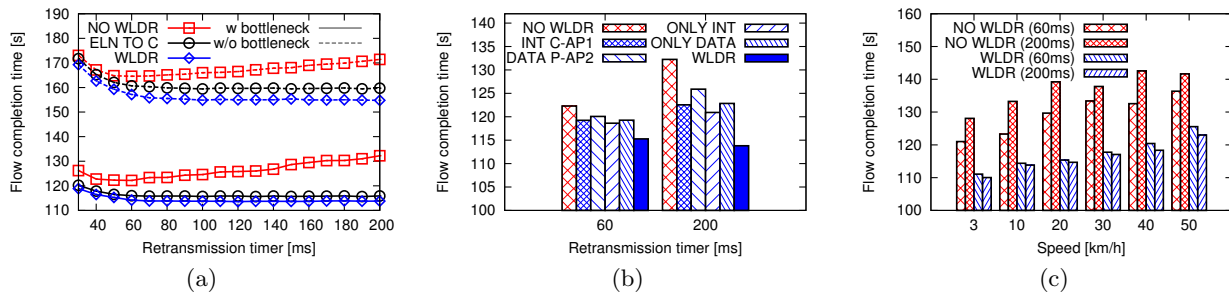 NO WLDR
ELN TO C
WLDR
w bottleneck
w/o bottleneck
Flow completion time [s]
190
180
170
160
150
140
130
120
110
40 60 80 100 120 140 160 180 200
Retransmission timer [ms]
(a)
NO WLDR
INT C-AP1
DATA P-AP2
ONLY INT
ONLY DATA
WLDR
Flow completion time [s]
140
135
130
125
120
115
110
105
100
60 200
Retransmission timer [ms]
(b)
NO WLDR (60ms)
NO WLDR (200ms)
WLDR (60ms)
WLDR (200ms)
Flow completion time [s]
160
150
140
130
120
110
100
3 10 20 30 40 50
Speed [km/h]
(c)